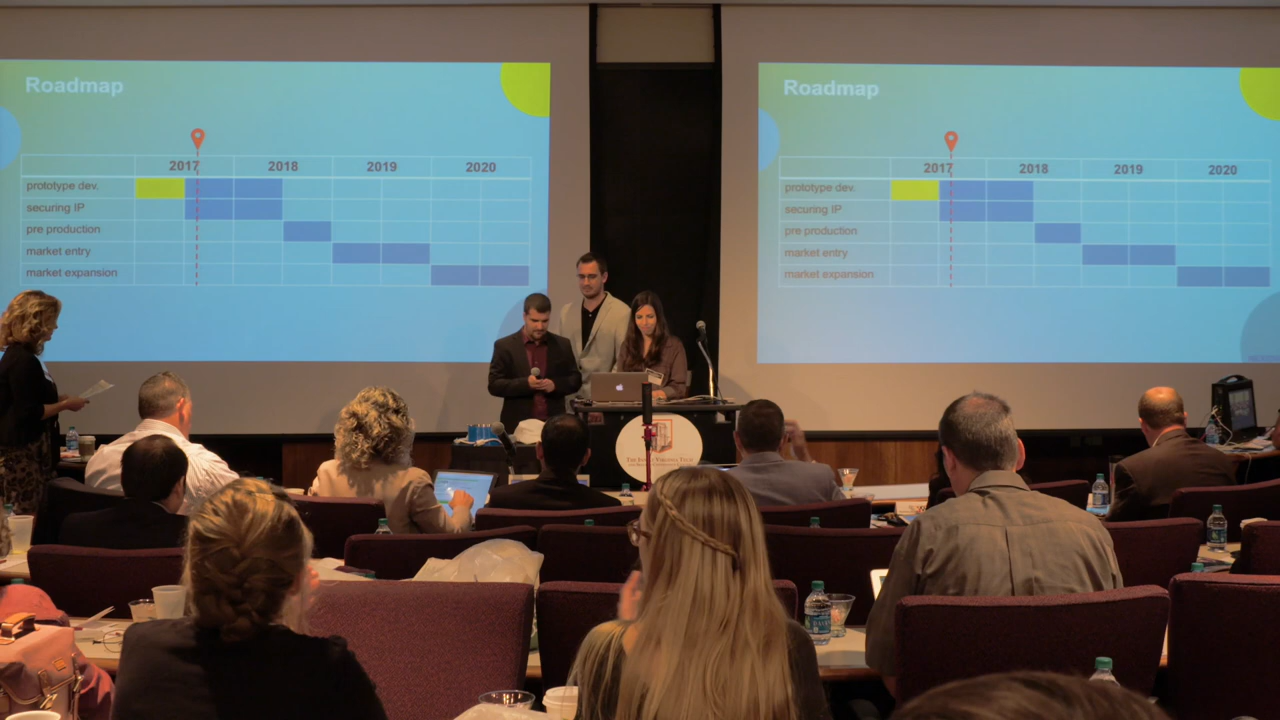 Roadmap
2017 2018 2019 2020
prototype dev.
securing IP
pre production
market entry
market expansion
Roadmap
2017 2018 2019 2020
prototype dev.
securing IP
pre production
market entry
market expansion
DASANI